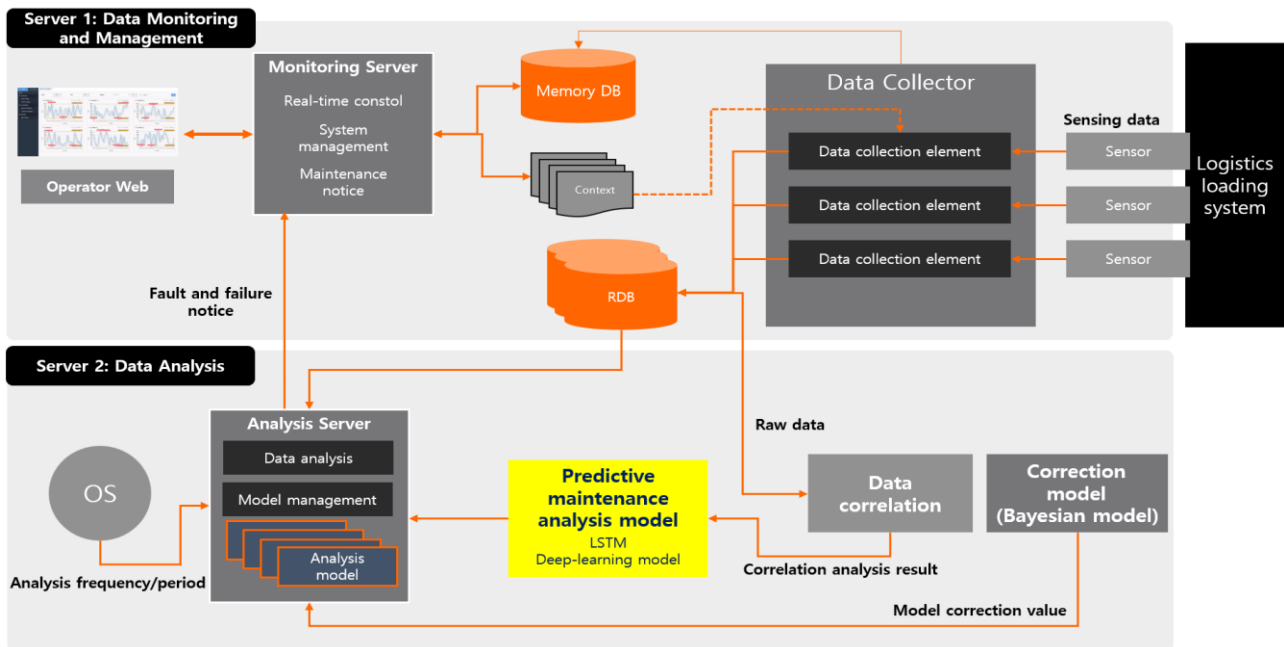 Server 1: Data Monitoring
and Management
Monitoring Server
Real-time constol
System
management
Maintenance
notice
Operator Web
Memory DB
Context
RDB
Data Collector
Data collection element
Data collection element
Data collection element
Sensing data
Sensor
Sensor
Sensor
Logistics
loading
system
Fault and failure
notice
Server 2: Data Analysis
OS
Analysis frequency/period
Analysis Server
Data analysis
Model management
Analysis
model
Predictive
maintenance
analysis model
LSTM
Deep-learning model
Raw data
Data
correlation
Correction
model
(Bayesian model)
Correlation analysis result
Model correction value